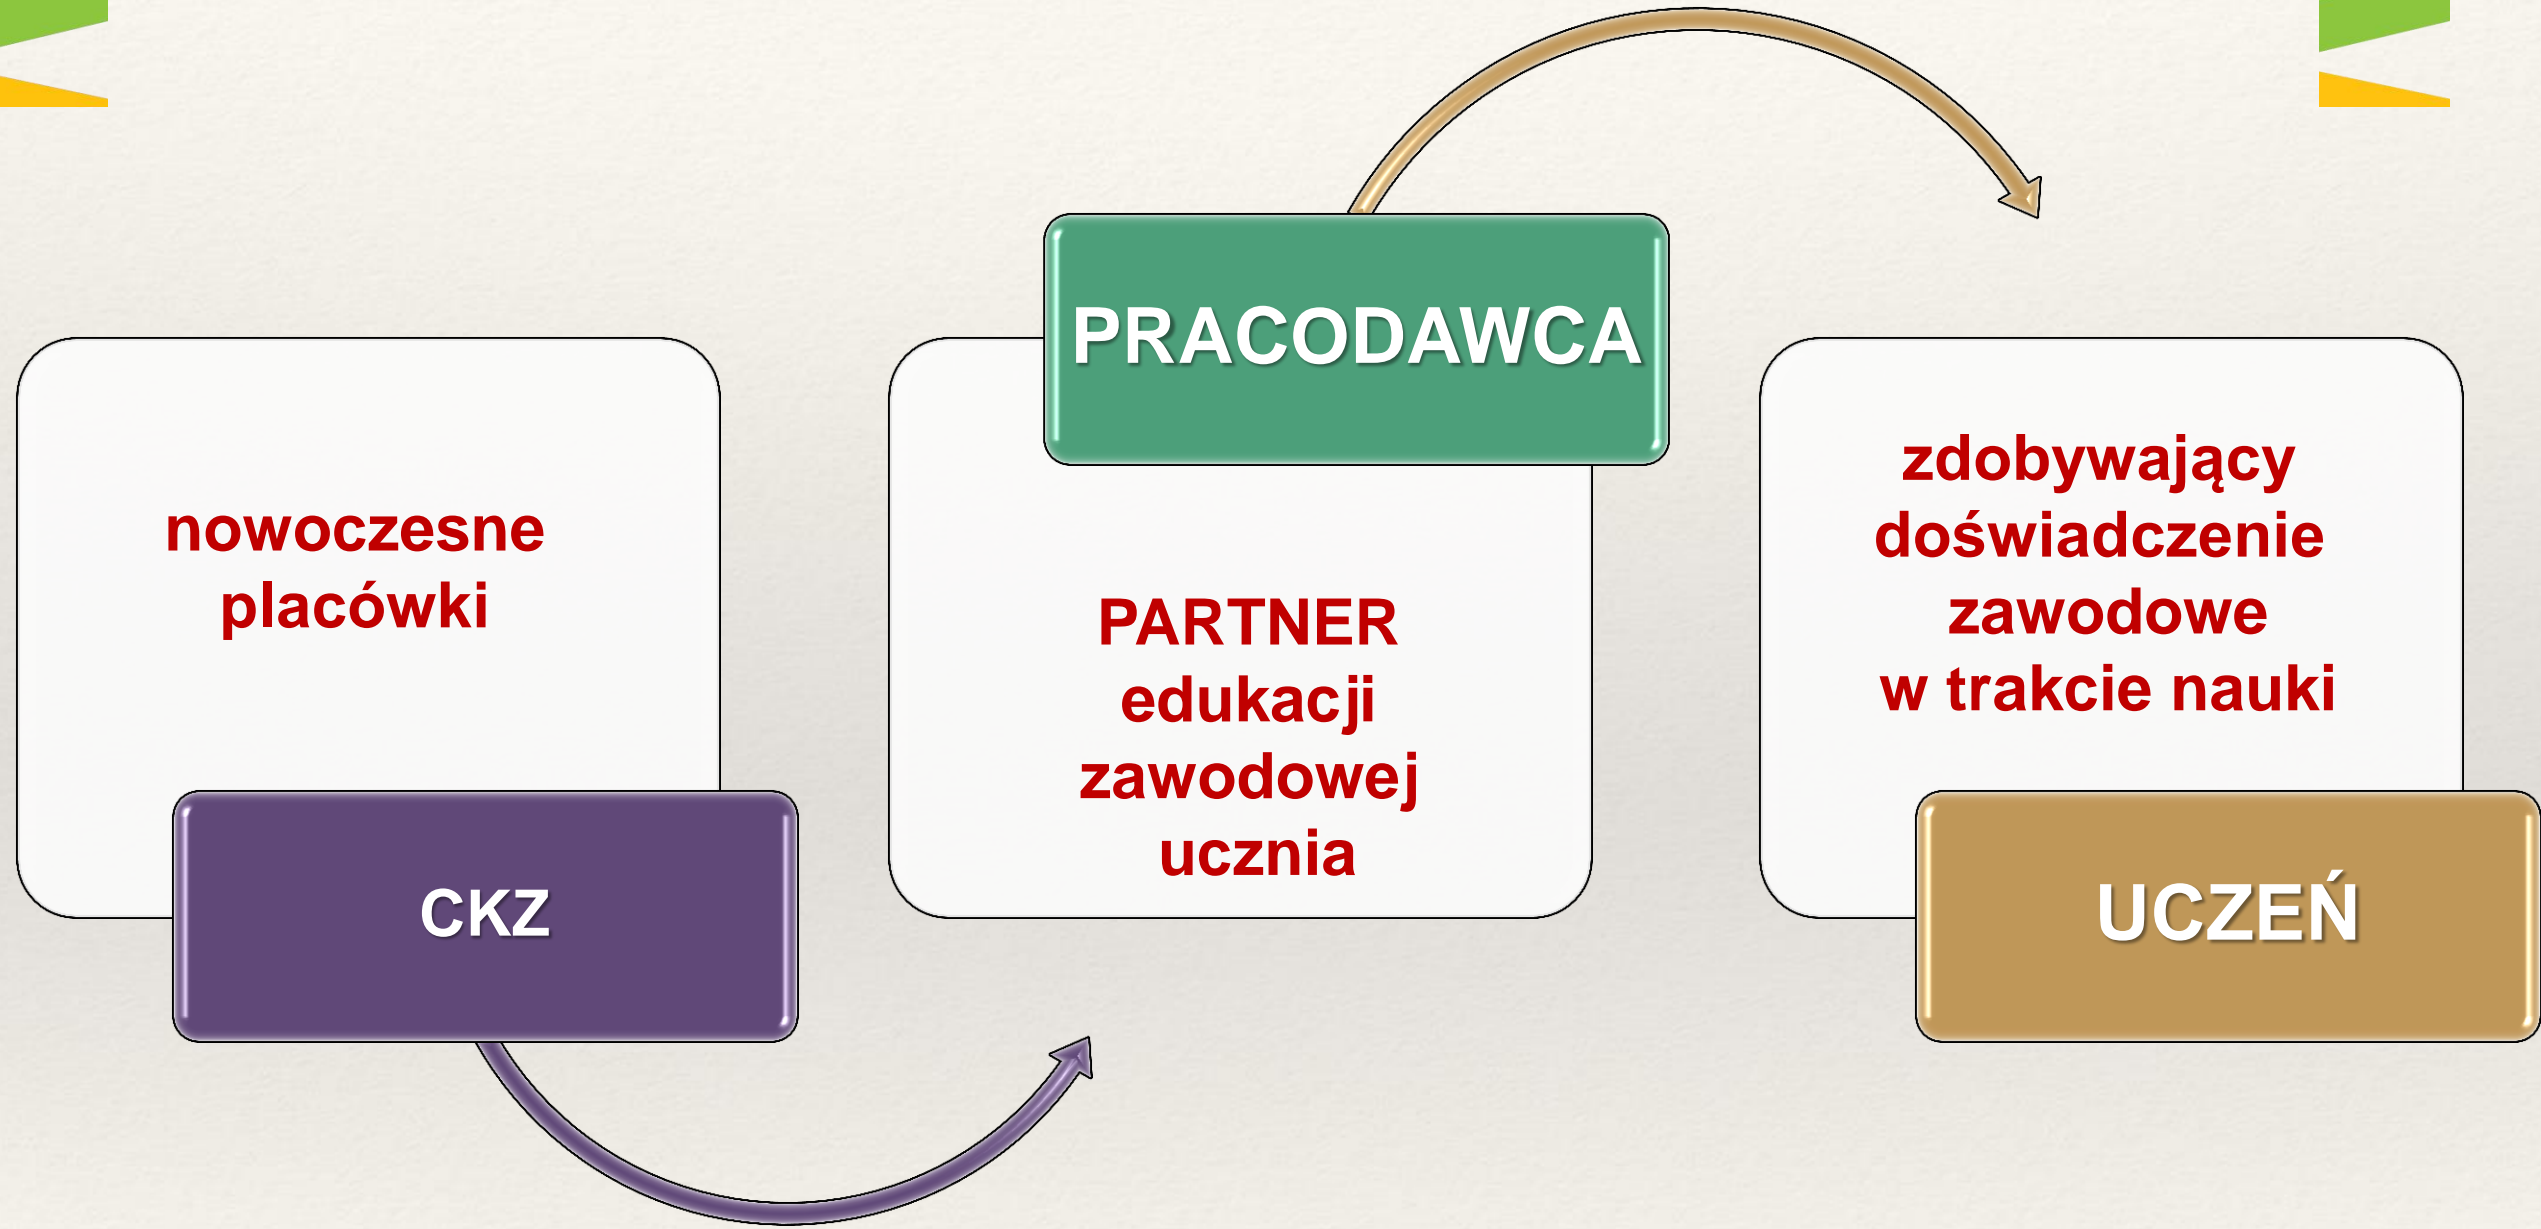 nowoczesne
placówki
CKZ
PRACODAWCA
PARTNER
edukacji
zawodowej
ucznia
zdobywający
doświadczenie
zawodowe
w trakcie nauki
UCZEŃ